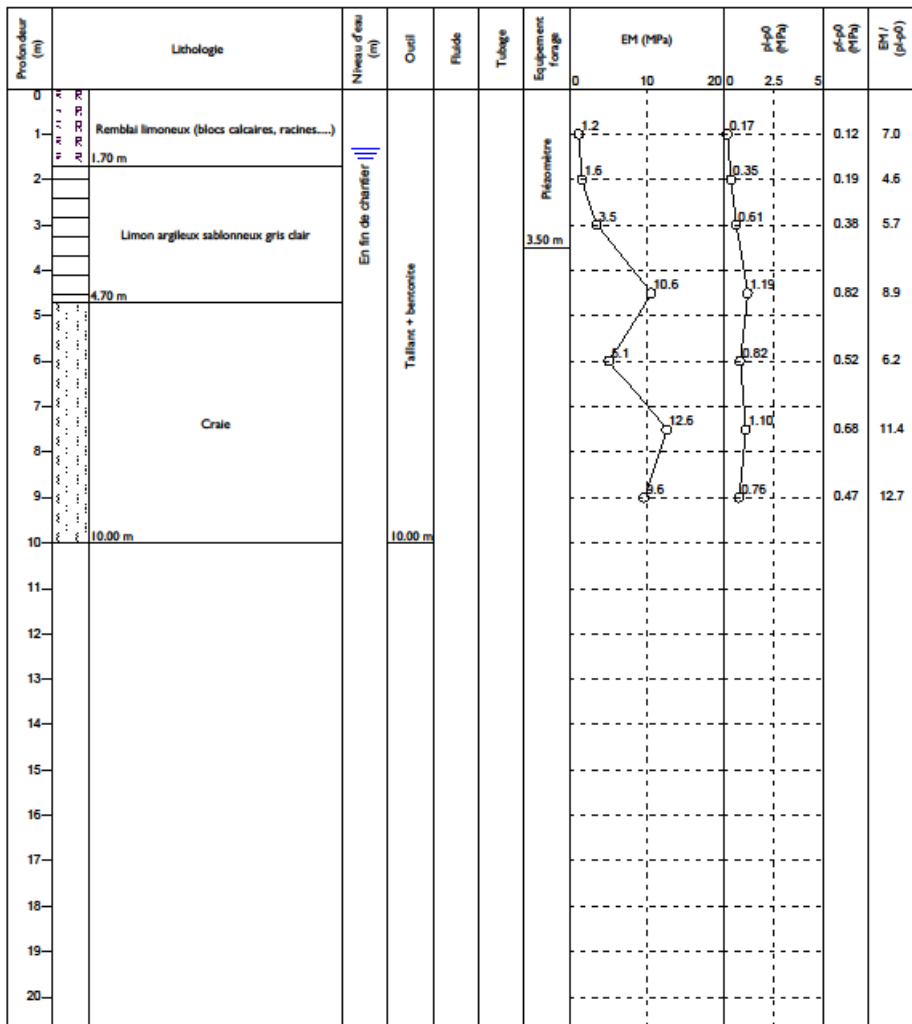 Profondeur (m)
Lithologie
Niveau d'eau (m)
Outil
Fluide
Tubage
Equipement forage
EM (MPa)
pl-p0 (MPa)
pf-p0 (MPa)
EM / (pl-p0)
0 10 20 0 2.5 5
0
Remblai limoneux (blocs calcaires, racines....)
1
1.70 m
2
Limon argileux sablonneux gris clair
3
4
4.70 m
5
6
Craie
7
8
9
10.00 m
10
11
12
13
14
15
16
17
18
19
20
En fin de chantier
Taillant + bentonite
10.00 m
Piézomètre
3.50 m
1.2 0.17 0.12 7.0
1.6 0.35 0.19 4.6
3.5 0.61 0.38 5.7
10.6 1.19 0.82 8.9
5.1 0.82 0.52 6.2
12.6 1.10 0.68 11.4
9.6 0.76 0.47 12.7